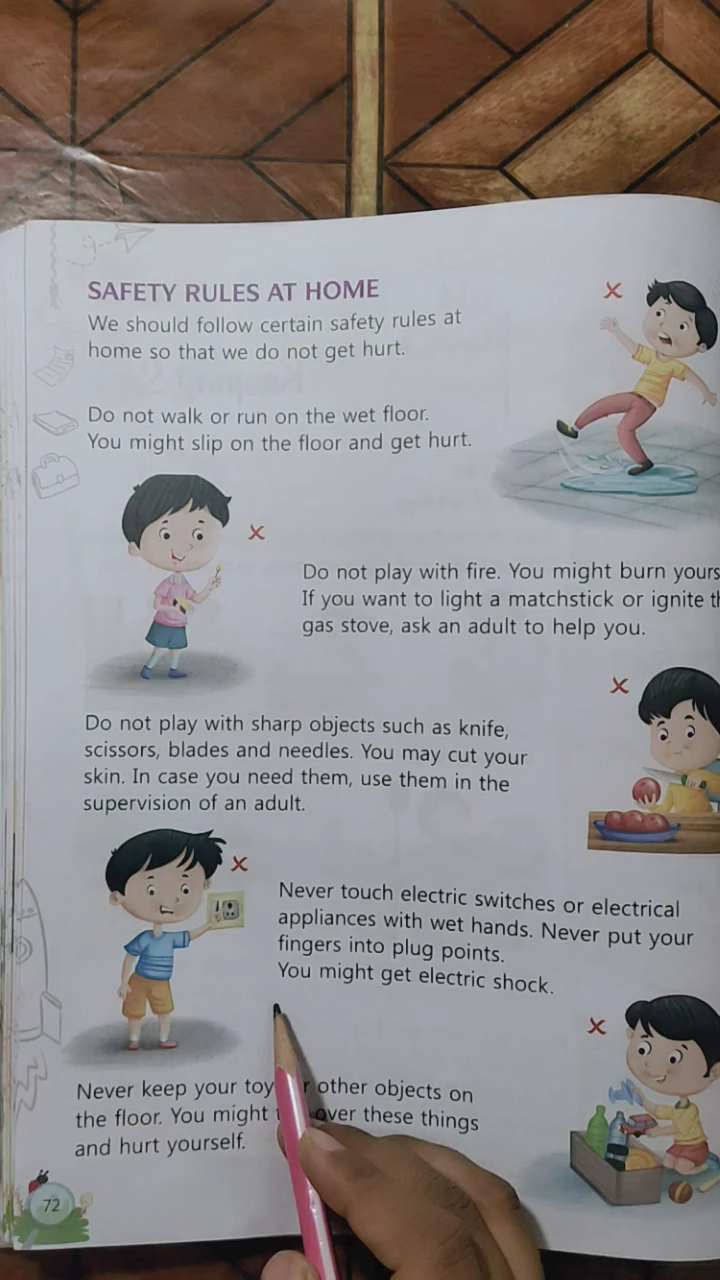 SAFETY RULES AT HOME
We should follow certain safety rules at
home so that we do not get hurt.
Do not walk or run on the wet floor.
You might slip on the floor and get hurt.
Do not play with fire. You might burn yours
If you want to light a matchstick or ignite th
gas stove, ask an adult to help you.
Do not play with sharp objects such as knife,
scissors, blades and needles. You may cut your
skin. In case you need them, use them in the
supervision of an adult.
Never touch electric switches or electrical
appliances with wet hands. Never put your
fingers into plug points.
You might get electric shock.
Never keep your toy other objects on
the floor. You might over these things
and hurt yourself.
72